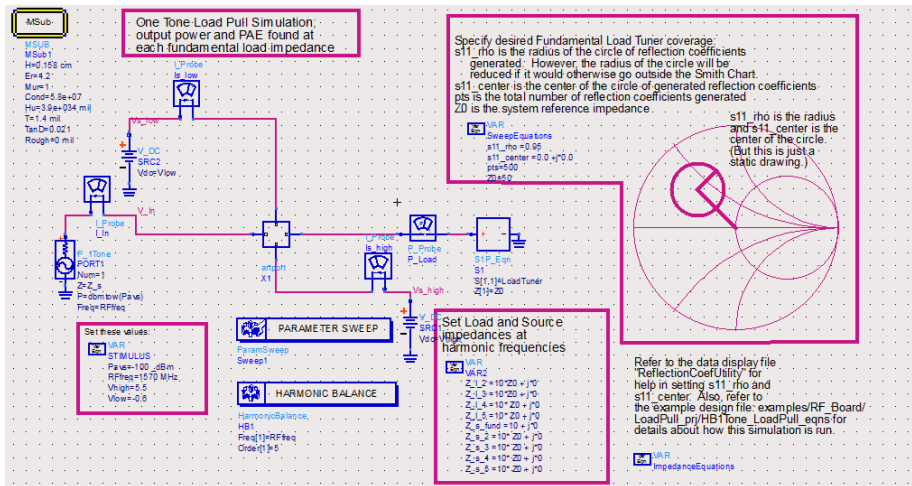 MSub
MSUB
MSub1
H=0.158 cm
Er=4.2
Mur=1
Cond=5.8e+07
Hu=3.9e+034 mil
T=1.4 mil
TanD=0.021
Rough=0 mil
One Tone Load Pull Simulation;
output power and PAE found at
each fundamental load impedance
I_Probe
Is_low
Vs_low
V_DC
SRC2
Vdc=Vlow
I_Probe
I_In
V_In
P_1Tone
PORT1
Num=1
Z=Z_s
P=dbmtow(Pavs)
Freq=RFfreq
X1
I_Probe
Is_high
Vs_high
P_Probe
P_Load
S1P_Eqn
S1
S[1,1]=LoadTuner
Z[1]=Z0
V_DC
SRC1
Vdc=Vhigh
Specify desired Fundamental Load Tuner coverage:
s11_rho is the radius of the circle of reflection coefficients
generated. However, the radius of the circle will be
reduced if it would otherwise go outside the Smith Chart.
s11_center is the center of the circle of generated reflection coefficients
pts is the total number of reflection coefficients generated
Z0 is the system reference impedance.
Var
Eqn
VAR
SweepEquations
s11_rho =0.95
s11_center =0.0 +j*0.0
pts=500
Z0=50
s11_rho is the radius
and s11_center is the
center of the circle.
(But this is just a
static drawing.)
Set these values:
Var
Eqn
VAR
STIMULUS
Pavs=-100 _dBm
RFfreq=1570 MHz
Vhigh=5.5
Vlow=-0.6
PARAMETER SWEEP
ParamSweep
Sweep1
HARMONIC BALANCE
HarmonicBalance
HB1
Freq[1]=RFfreq
Order[1]=5
Set Load and Source
impedances at
harmonic frequencies
Var
Eqn
VAR
VAR2
Z_l_2 =10*Z0 + j*0
Z_l_3 =10*Z0 + j*0
Z_l_4 =10*Z0 + j*0
Z_l_5 =10*Z0 + j*0
Z_s_fund =10 + j*0
Z_s_2 =10* Z0 + j*0
Z_s_3 =10* Z0 + j*0
Z_s_4 =10* Z0 + j*0
Z_s_5 =10* Z0 + j*0
Refer to the data display file
"ReflectionCoefUtility" for
help in setting s11_rho and
s11_center. Also, refer to
the example design file: examples/RF_Board/
LoadPull_prj/HB1Tone_LoadPull_eqns for
details about how this simulation is run.
Var
Eqn
VAR
ImpedanceEquations